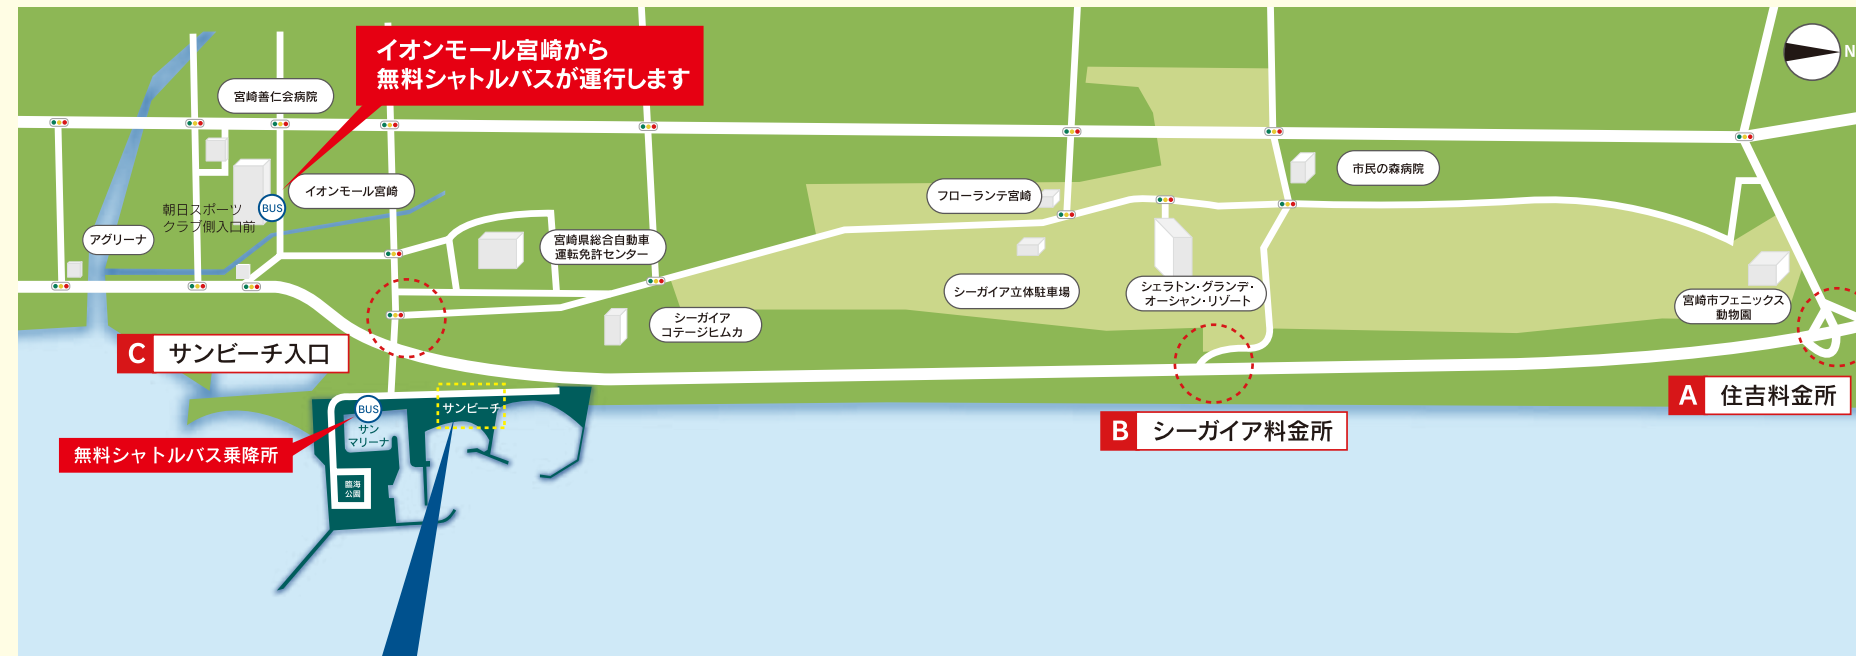 イオンモール宮崎から
無料シャトルバスが運行します
N
宮崎善仁会病院
市民の森病院
イオンモール宮崎
フローランテ宮崎
BUS
朝日スポーツ
クラブ側入口前
アグリーナ
宮崎県総合自動車
運転免許センター
シーガイア立体駐車場
シェラトン・グランデ・
オーシャン・リゾート
宮崎市フェニックス
動物園
シーガイア
コテージヒムカ
C サンビーチ入口
A 住吉料金所
B シーガイア料金所
BUS
サンビーチ
サン
マリーナ
無料シャトルバス乗降所
臨海
公園